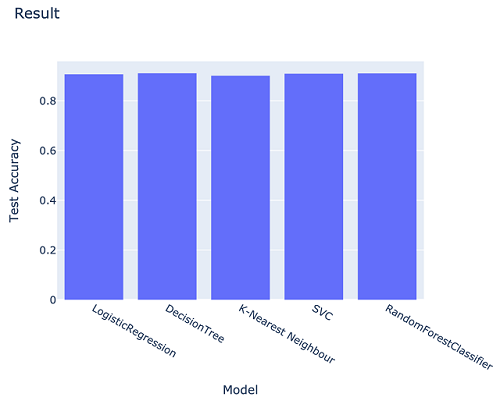 Result
Test Accuracy
0.8
0.6
0.4
0.2
0
LogisticRegression
DecisionTree
K-Nearest Neighbour
SVC
RandomForestClassifier
Model